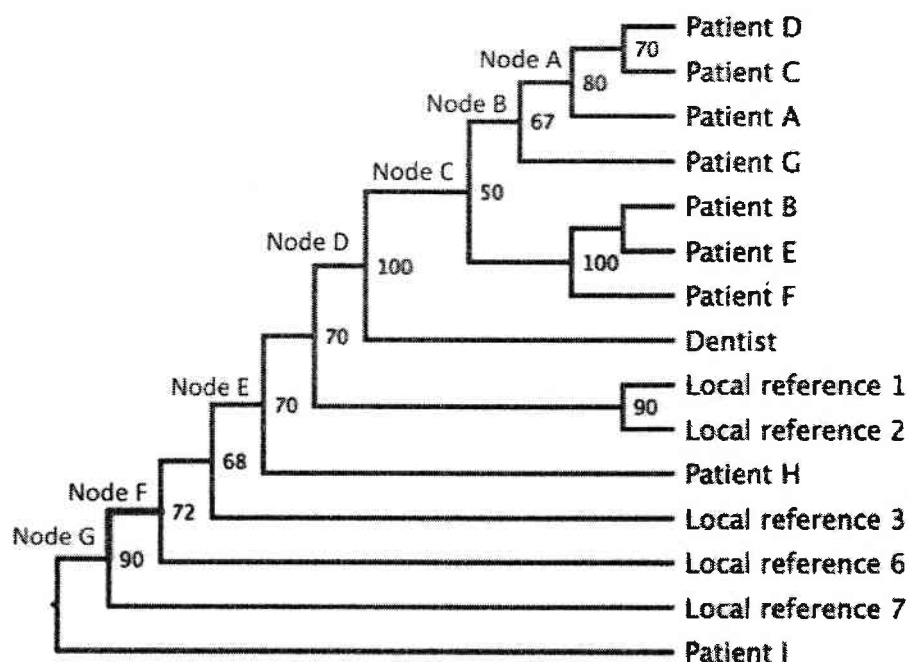 Patient D
70
Node A
Patient C
80
Node B
Patient A
67
Patient G
Node C
50
Patient B
Node D
Patient E
100
100
Patient F
70
Dentist
Node E
Local reference 1
70
90
Local reference 2
68
Patient H
Node F
72
Local reference 3
Node G
90
Local reference 6
Local reference 7
Patient I